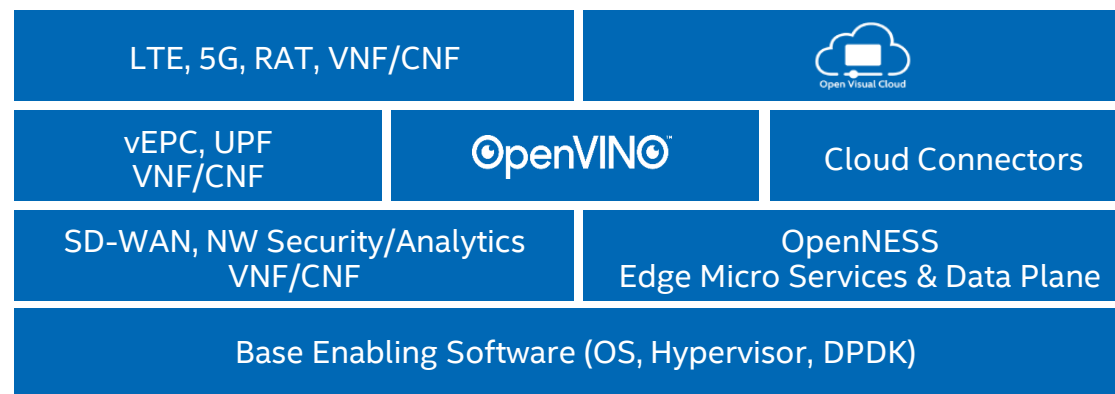 LTE, 5G, RAT, VNF/CNF
Open Visual Cloud
vEPC, UPF
VNF/CNF
OpenVINO™
Cloud Connectors
SD-WAN, NW Security/Analytics
VNF/CNF
OpenNESS
Edge Micro Services & Data Plane
Base Enabling Software (OS, Hypervisor, DPDK)